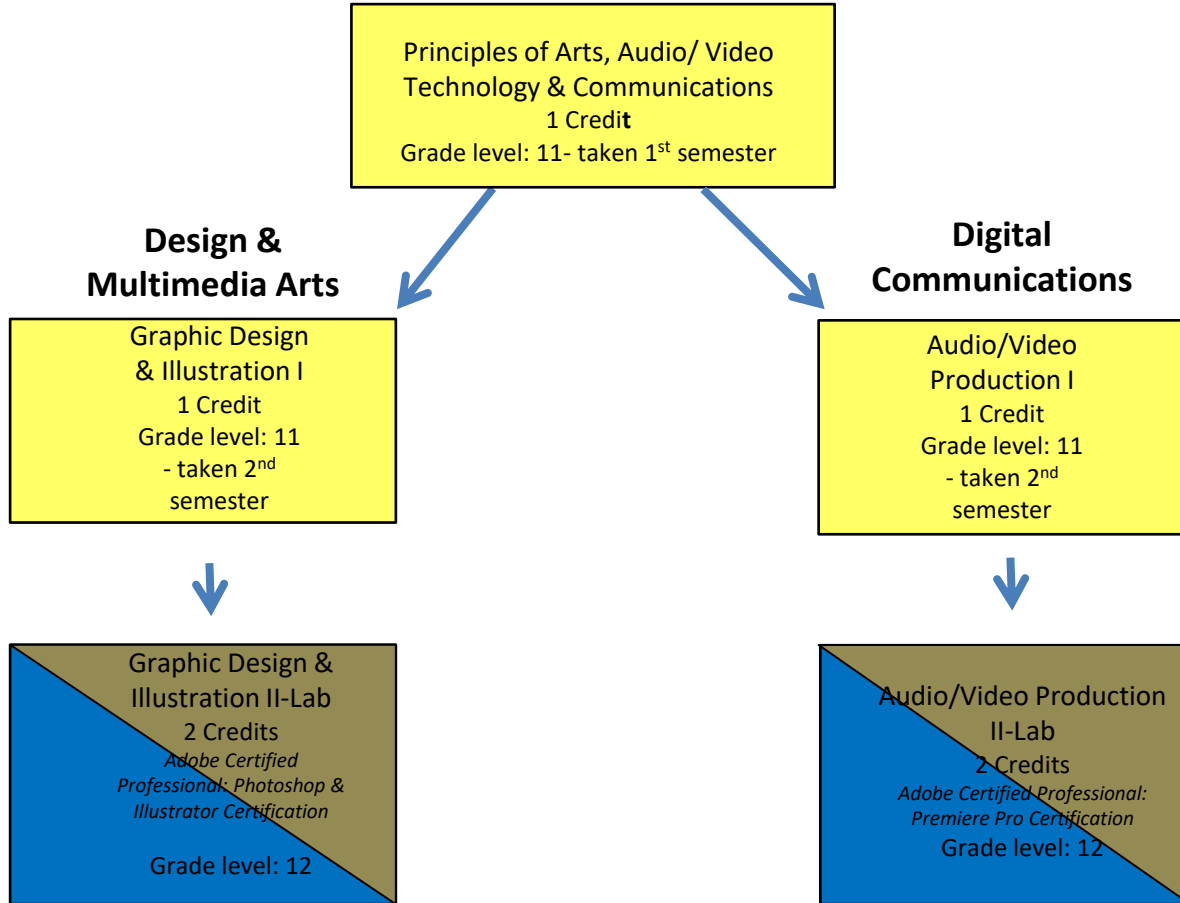 Principles of Arts, Audio/ Video
Technology & Communications
1 Credit
Grade level: 11- taken 1st semester
Design &
Multimedia Arts
Graphic Design
& Illustration I
1 Credit
Grade level: 11
- taken 2nd
semester
Graphic Design &
Illustration II-Lab
2 Credits
Adobe Certified
Professional: Photoshop &
Illustrator Certification
Grade level: 12
Digital
Communications
Audio/Video
Production I
1 Credit
Grade level: 11
- taken 2nd
semester
Audio/Video Production
II-Lab
2 Credits
Adobe Certified Professional:
Premiere Pro Certification
Grade level: 12